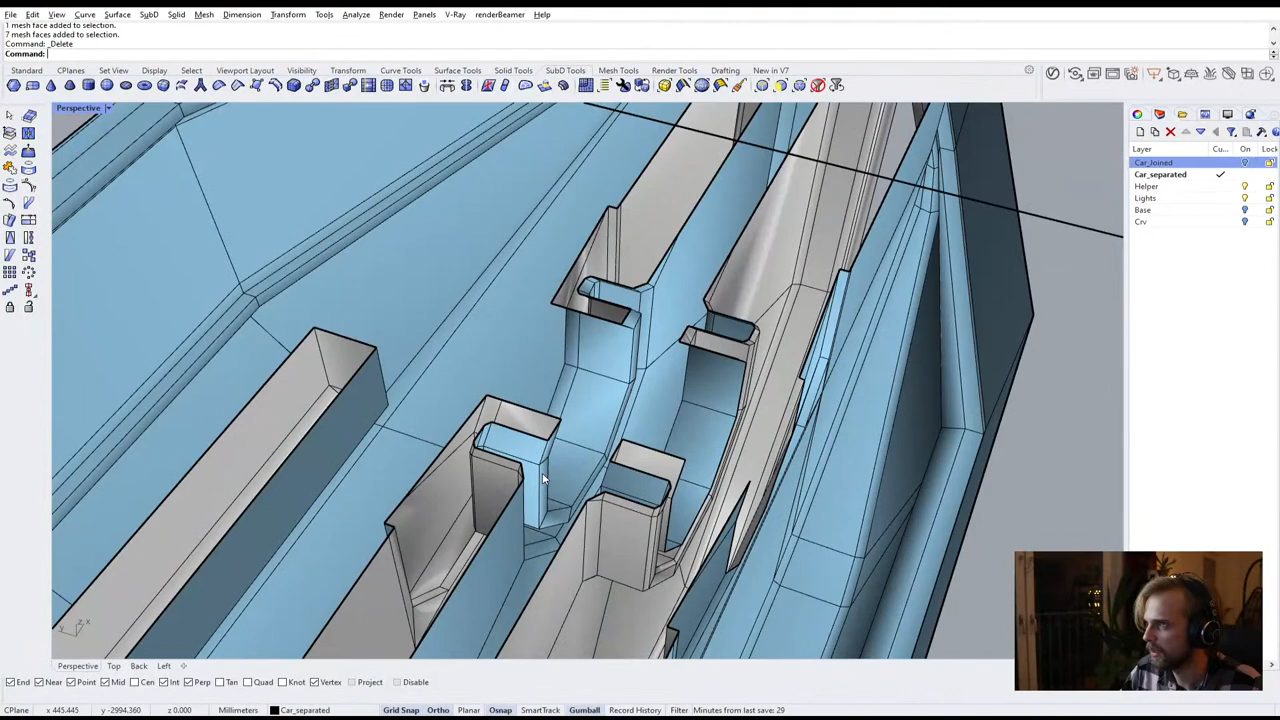 File Edit View Curve Surface SubD Solid Mesh Dimension Transform Tools Analyze Render Panels V-Ray renderBeamer Help
1 mesh face added to selection.
7 mesh faces added to selection.
Command: _Delete
Command:
Standard CPlanes Set View Display Select Viewport Layout Visibility Transform Curve Tools Surface Tools Solid Tools SubD Tools Mesh Tools Render Tools Drafting New in V7
Perspective
Layer Cu... On Lock
Car_Joined
Car_separated
Helper
Lights
Base
Crv
z x
y
Perspective Top Back Left
End Near Point Mid Cen Int Perp Tan Quad Knot Vertex Project Disable
CPlane x 445.445 y -2994.360 z 0.000 Millimeters Car_separated Grid Snap Ortho Planar Osnap SmartTrack Gumball Record History Filter Minutes from last save: 29